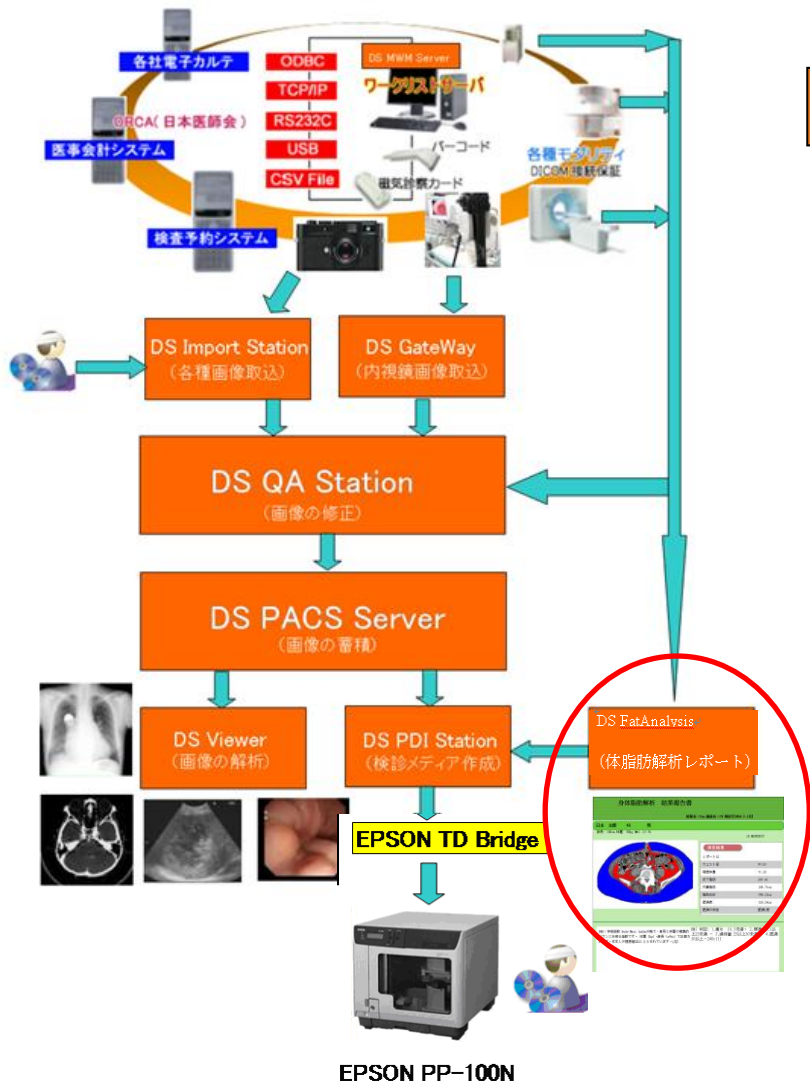 各社電子カルテ
ODBC
DS MWM Server
TCP/IP
ワークリストサーバ
ORCA(日本医師会)
RS232C
医事会計システム
USB
バーコード
各種モダリティ
DICOM 接続保証
CSV File
磁気診察カード
検査予約システム
DS Import Station
(各種画像取込)
DS GateWay
(内視鏡画像取込)
DS QA Station
(画像の修正)
DS PACS Server
(画像の蓄積)
DS Viewer
(画像の解析)
DS PDI Station
(検診メディア作成)
DS FatAnalysis
(体脂肪解析レポート)
身体脂肪解析 結果報告書
EPSON TD Bridge
EPSON PP-100N